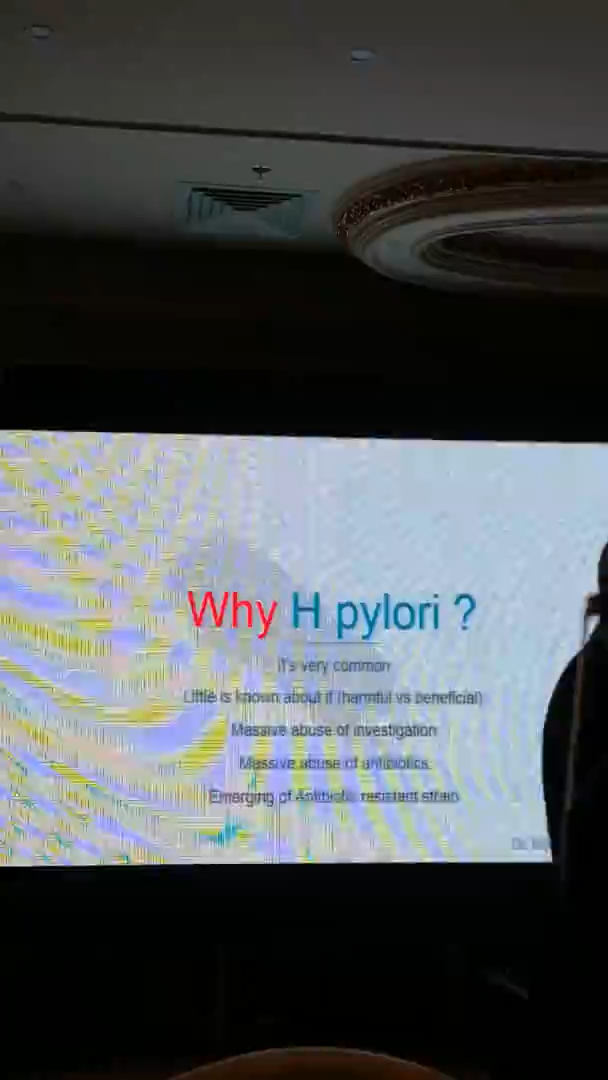 Why H pylori ?
It's very common
Little is known about it (harmful vs beneficial)
Massive abuse of investigation
Massive abuse of antibiotics
Emerging of Antibiotic resistant strain
Dr.